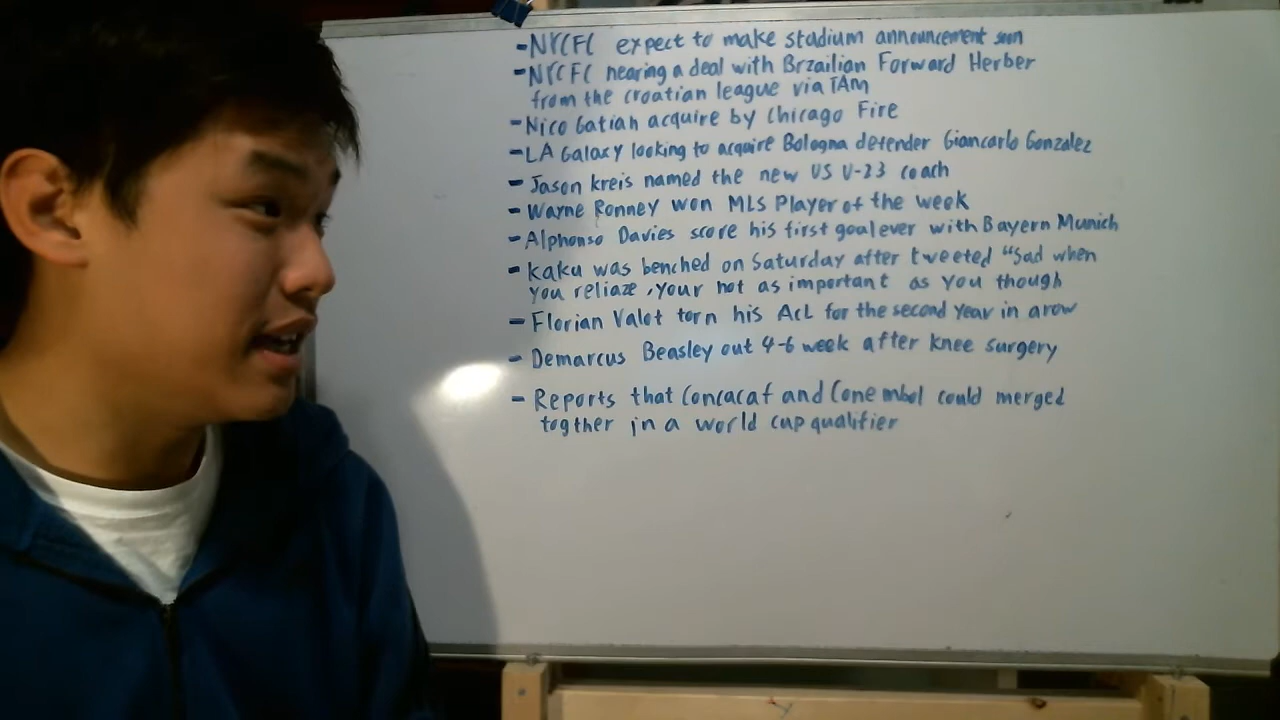 -NYCFC expect to make stadium announcement soon
-NYCFC nearing a deal with Brzailian Forward Herber
from the croatian league via TAM
-Nico Gatian acquire by Chicago Fire
-LA Galaxy looking to acquire Bologna defender Giancarlo Gonzalez
- Jason kreis named the new US U-23 coach
- Wayne Ronney won MLS Player of the week
-Alphonso Davies score his first goal ever with Bayern Munich
- kaku was benched on Saturday after tweeted "Sad when
you reliaze, your not as important as you though
- Florian Valot torn his ACL for the second year in arow
- Demarcus Beasley out 4-6 week after knee surgery
- Reports that Concacaf and Conembol could merged
togther in a world cup qualifier